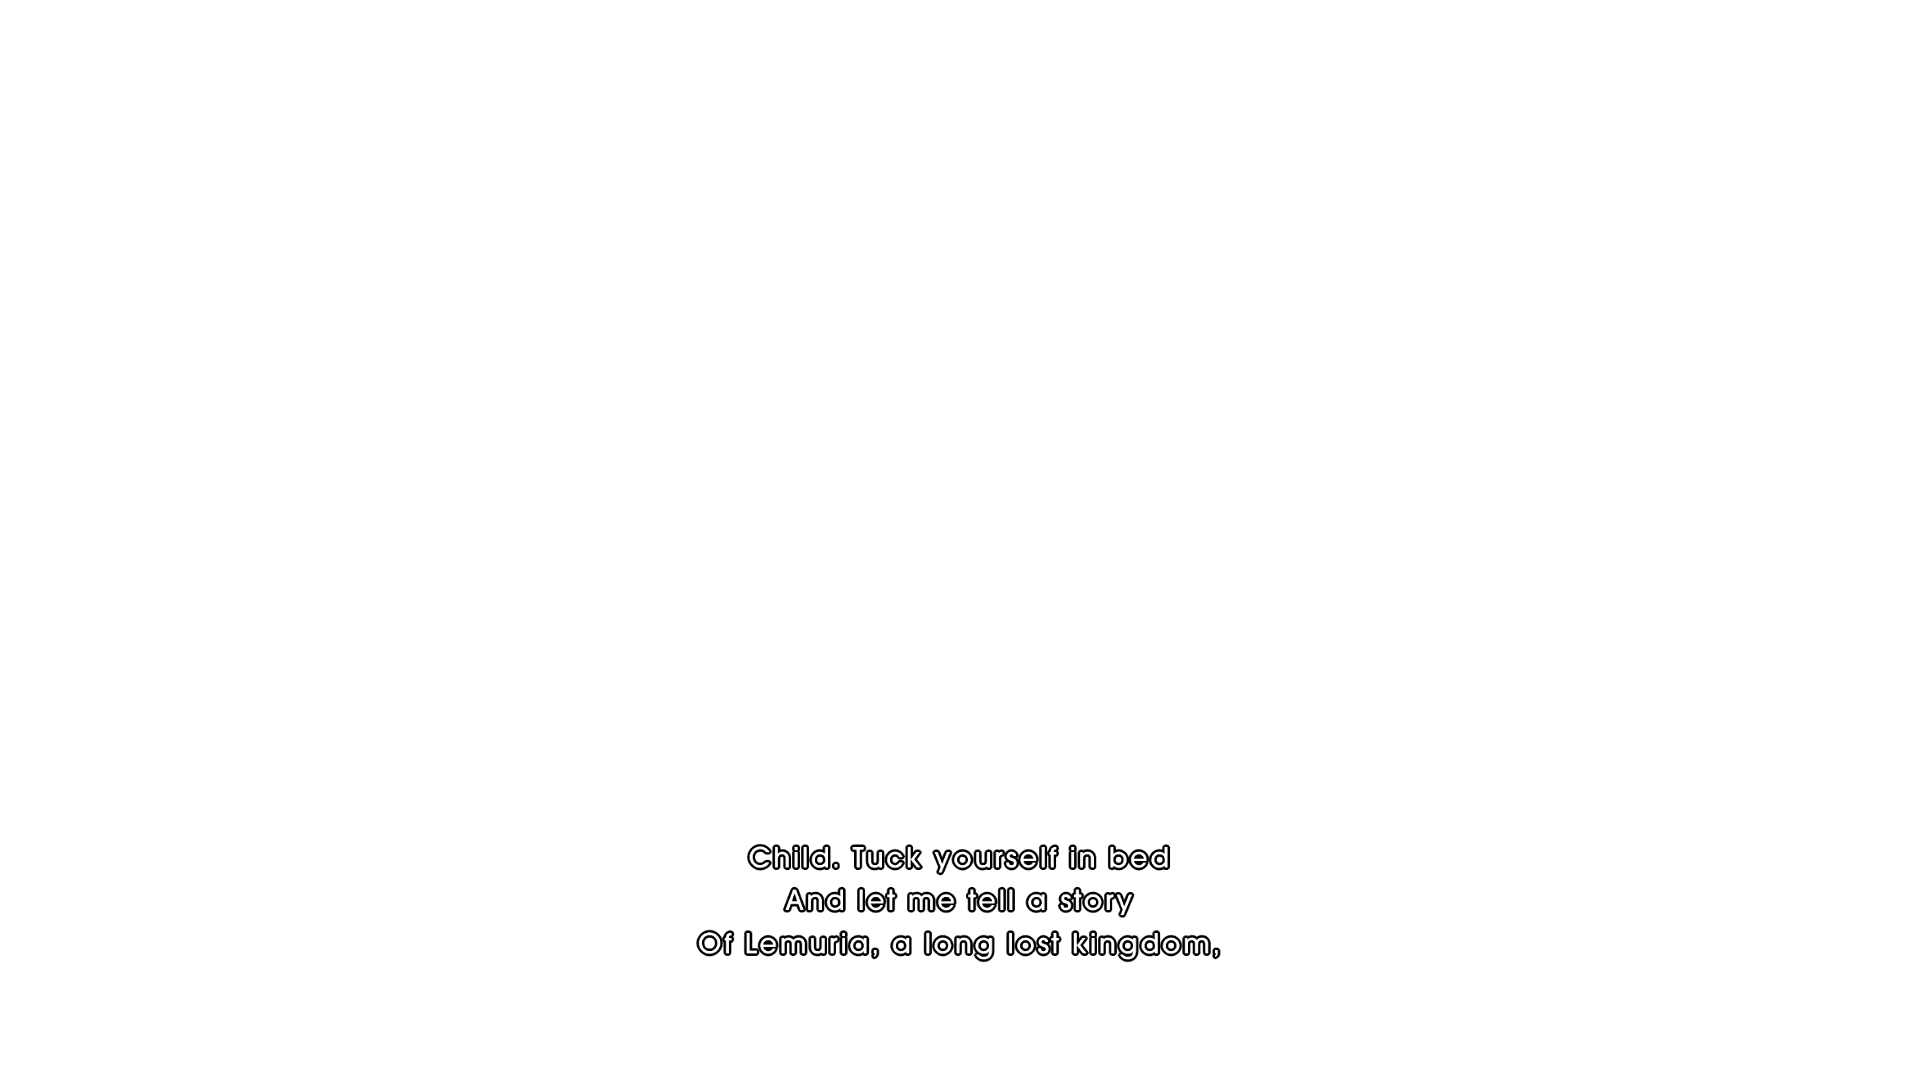 Child. Tuck yourself in bed
And let me tell a story
Of Lemuria, a long lost kingdom,